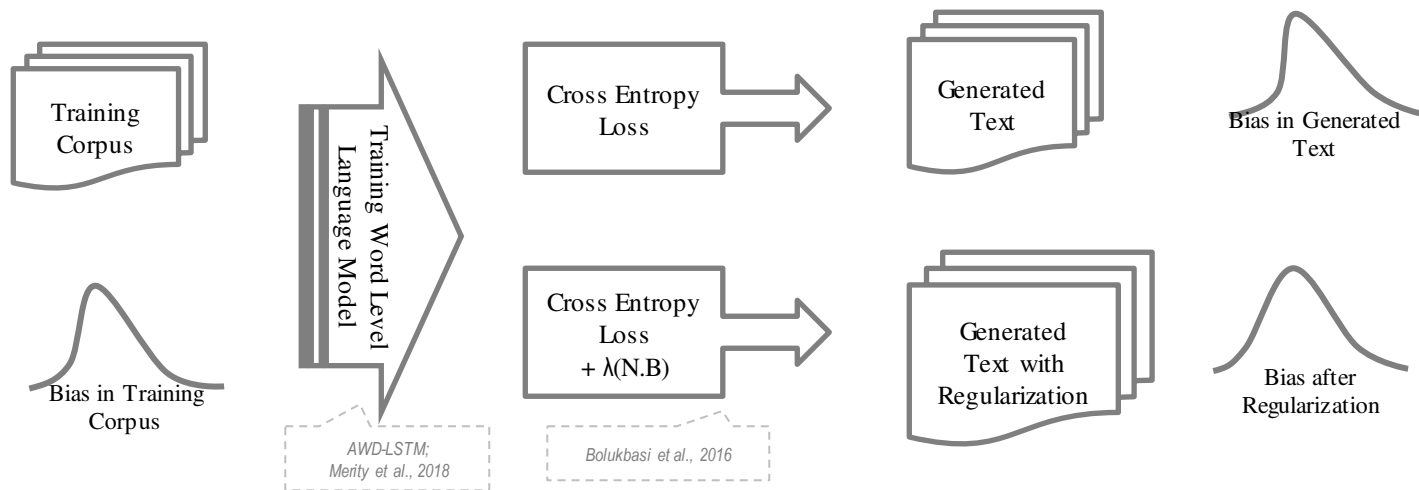 Training
Corpus
Bias in Training
Corpus
Training Word Level
Language Model
AWD-LSTM;
Merity et al., 2018
Cross Entropy
Loss
Cross Entropy
Loss
+ λ(N.B)
Bolukbasi et al., 2016
Generated
Text
Bias in Generated
Text
Generated
Text with
Regularization
Bias after
Regularization